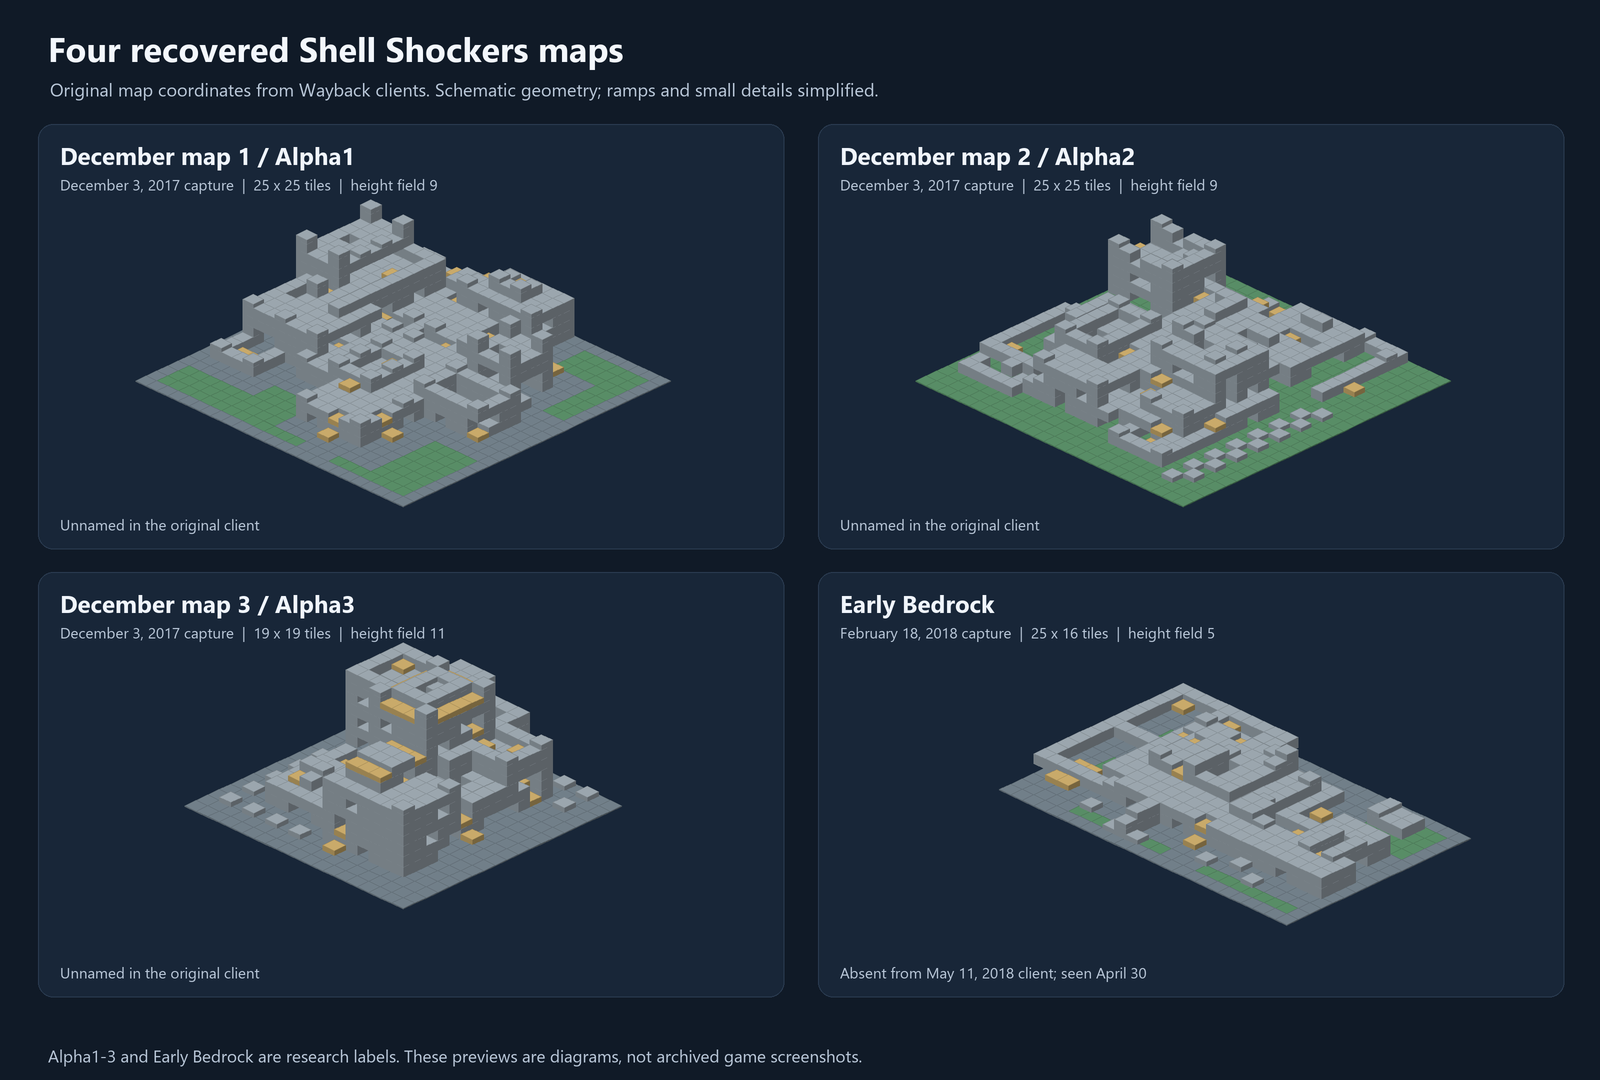 Four recovered Shell Shockers maps
Original map coordinates from Wayback clients. Schematic geometry; ramps and small details simplified.
December map 1 / Alpha1
December 3, 2017 capture | 25 x 25 tiles | height field 9
Unnamed in the original client
December map 2 / Alpha2
December 3, 2017 capture | 25 x 25 tiles | height field 9
Unnamed in the original client
December map 3 / Alpha3
December 3, 2017 capture | 19 x 19 tiles | height field 11
Unnamed in the original client
Early Bedrock
February 18, 2018 capture | 25 x 16 tiles | height field 5
Absent from May 11, 2018 client; seen April 30
Alpha1-3 and Early Bedrock are research labels. These previews are diagrams, not archived game screenshots.